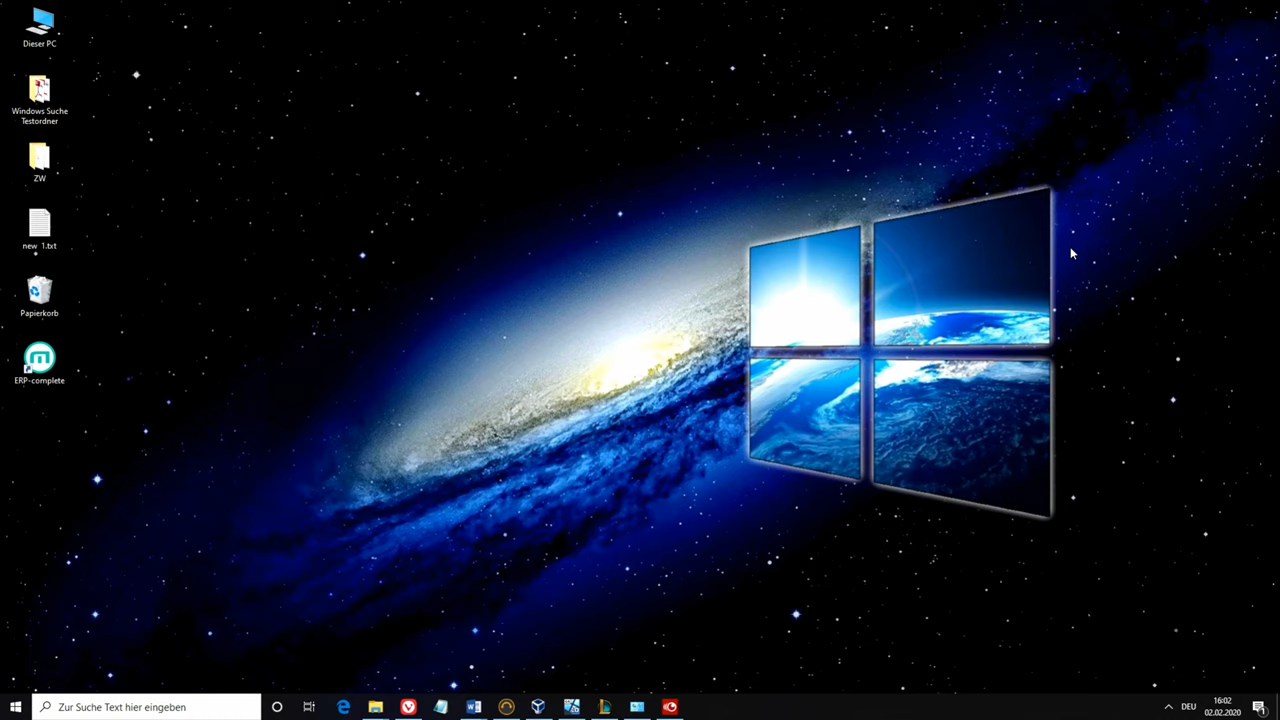 Dieser PC
Windows Suche
Testordner
ZW
new 1.txt
Papierkorb
ERP-complete
Zur Suche Text hier eingeben
DEU
16:02
02.02.2020